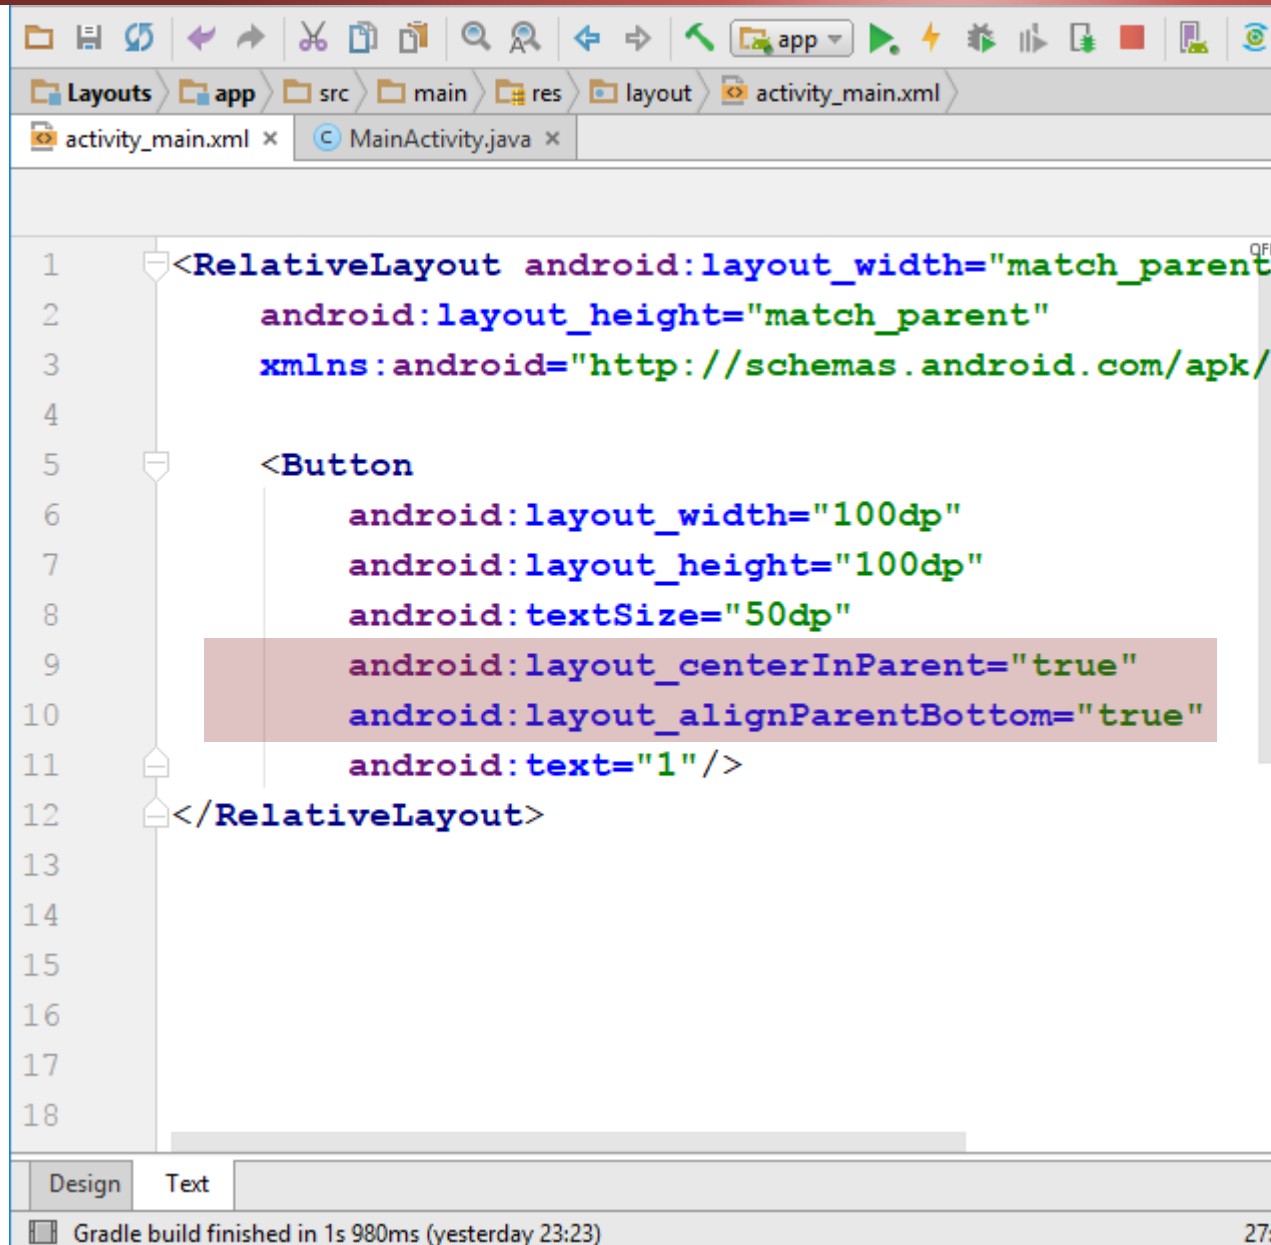 app
Layouts app src main res layout activity_main.xml
activity_main.xml × C MainActivity.java ×
1 <RelativeLayout android:layout_width="match_parent
2 android:layout_height="match_parent"
3 xmlns:android="http://schemas.android.com/apk/
4
5 <Button
6 android:layout_width="100dp"
7 android:layout_height="100dp"
8 android:textSize="50dp"
9 android:layout_centerInParent="true"
10 android:layout_alignParentBottom="true"
11 android:text="1"/>
12 </RelativeLayout>
13
14
15
16
17
18
Design Text
Gradle build finished in 1s 980ms (yesterday 23:23) 27: